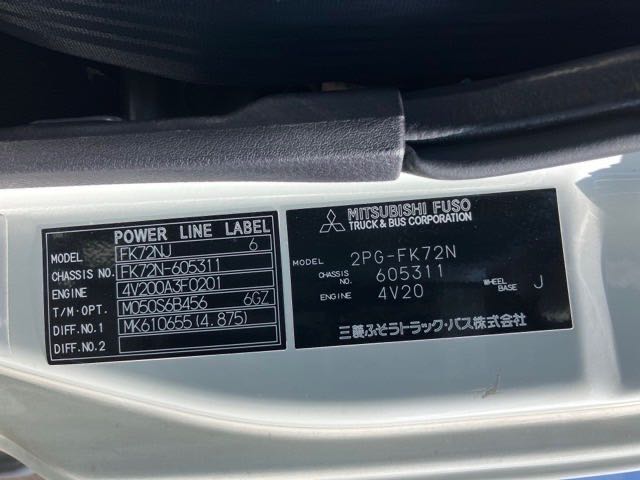 POWER LINE LABEL
MODEL FK72NJ 6
CHASSIS NO. FK72N-605311
ENGINE 4V200A3F0201
T/M・OPT. M050S6B456 6GZ
DIFF.NO.1 MK610655(4.875)
DIFF.NO.2
MITSUBISHI FUSO
TRUCK & BUS CORPORATION
MODEL 2PG-FK72N
CHASSIS NO. 605311
ENGINE 4V20 WHEEL BASE J
三菱ふそうトラック・バス株式会社